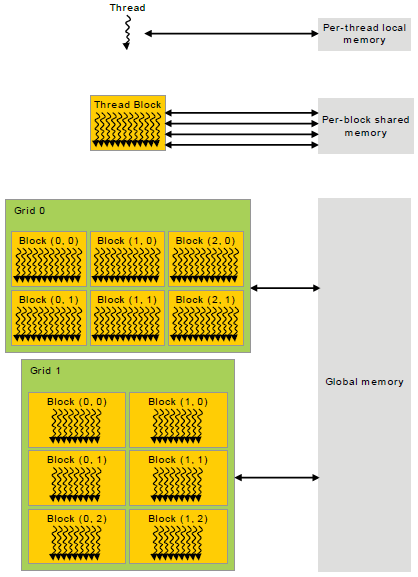 Thread
Per-thread local
memory
Thread Block
Per-block shared
memory
Grid 0
Block (0, 0) Block (1, 0) Block (2, 0)
Block (0, 1) Block (1, 1) Block (2, 1)
Global memory
Grid 1
Block (0, 0) Block (1, 0)
Block (0, 1) Block (1, 1)
Block (0, 2) Block (1, 2)